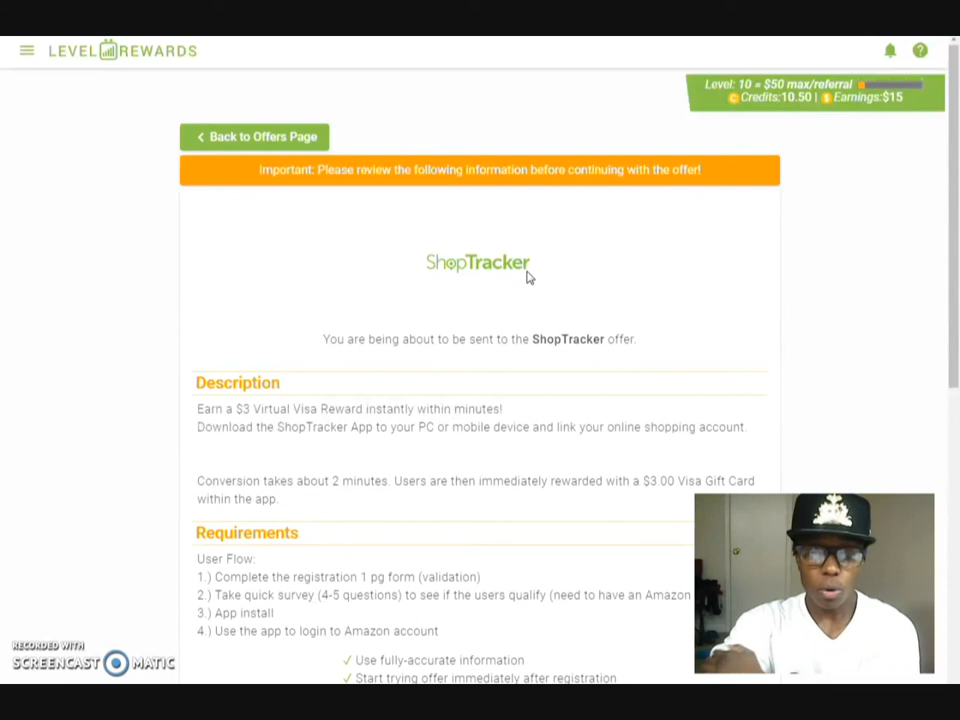 LEVEL REWARDS
Level: 10 = $50 max/referral
Credits:10.50 | Earnings:$15
Back to Offers Page
Important: Please review the following information before continuing with the offer!
ShopTracker
You are being about to be sent to the ShopTracker offer.
Description
Earn a $3 Virtual Visa Reward instantly within minutes!
Download the ShopTracker App to your PC or mobile device and link your online shopping account.
Conversion takes about 2 minutes. Users are then immediately rewarded with a $3.00 Visa Gift Card
within the app.
Requirements
User Flow:
1.) Complete the registration 1 pg form (validation)
2.) Take quick survey (4-5 questions) to see if the users qualify (need to have an Amazon
3.) App install
4.) Use the app to login to Amazon account
✓ Use fully-accurate information
✓ Start trying offer immediately after registration
RECORDED WITH
SCREENCAST MATIC